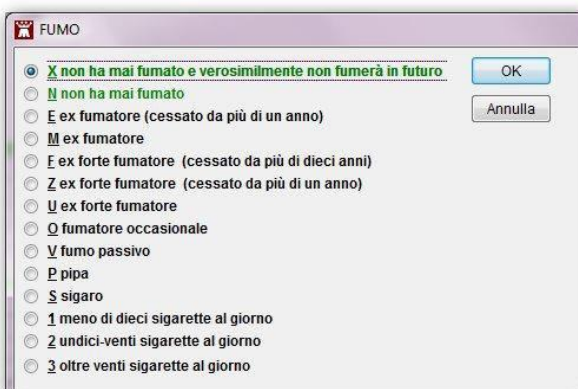 FUMO
X non ha mai fumato e verosimilmente non fumerà in futuro
OK
N non ha mai fumato
Annulla
E ex fumatore (cessato da più di un anno)
M ex fumatore
F ex forte fumatore (cessato da più di dieci anni)
Z ex forte fumatore (cessato da più di un anno)
U ex forte fumatore
O fumatore occasionale
V fumo passivo
P pipa
S sigaro
1 meno di dieci sigarette al giorno
2 undici-venti sigarette al giorno
3 oltre venti sigarette al giorno